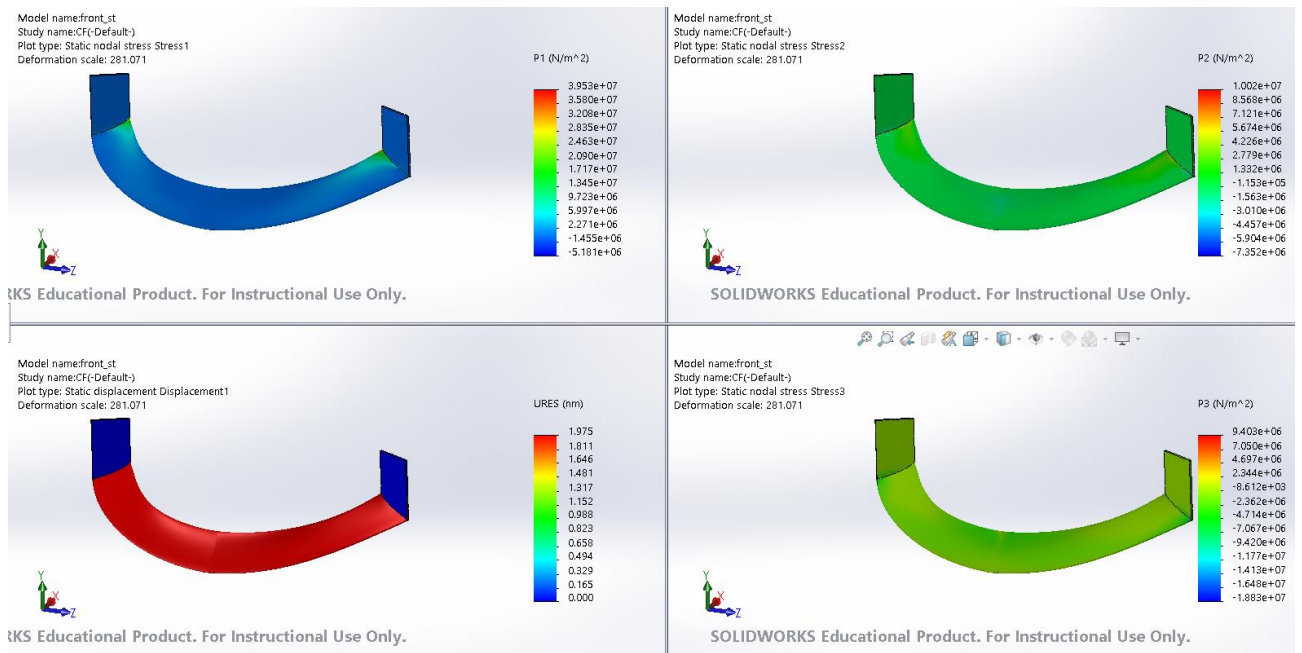 Model name:front_st
Study name:CF(-Default-)
Plot type: Static nodal stress Stress1
Deformation scale: 281.071
P1 (N/m^2)
3.953e+07
3.580e+07
3.208e+07
2.835e+07
2.463e+07
2.090e+07
1.717e+07
1.345e+07
9.723e+06
5.997e+06
2.271e+06
-1.455e+06
-5.181e+06
Y
X
Z
RKS Educational Product. For Instructional Use Only.
Model name:front_st
Study name:CF(-Default-)
Plot type: Static nodal stress Stress2
Deformation scale: 281.071
P2 (N/m^2)
1.002e+07
8.568e+06
7.121e+06
5.674e+06
4.226e+06
2.779e+06
1.332e+06
-1.153e+05
-1.563e+06
-3.010e+06
-4.457e+06
-5.904e+06
-7.352e+06
Y
X
Z
SOLIDWORKS Educational Product. For Instructional Use Only.
Model name:front_st
Study name:CF(-Default-)
Plot type: Static displacement Displacement1
Deformation scale: 281.071
URES (nm)
1.975
1.811
1.646
1.481
1.317
1.152
0.988
0.823
0.658
0.494
0.329
0.165
0.000
Y
X
Z
RKS Educational Product. For Instructional Use Only.
Model name:front_st
Study name:CF(-Default-)
Plot type: Static nodal stress Stress3
Deformation scale: 281.071
P3 (N/m^2)
9.403e+06
7.050e+06
4.697e+06
2.344e+06
-8.612e+03
-2.362e+06
-4.714e+06
-7.067e+06
-9.420e+06
-1.177e+07
-1.413e+07
-1.648e+07
-1.883e+07
Y
X
Z
SOLIDWORKS Educational Product. For Instructional Use Only.